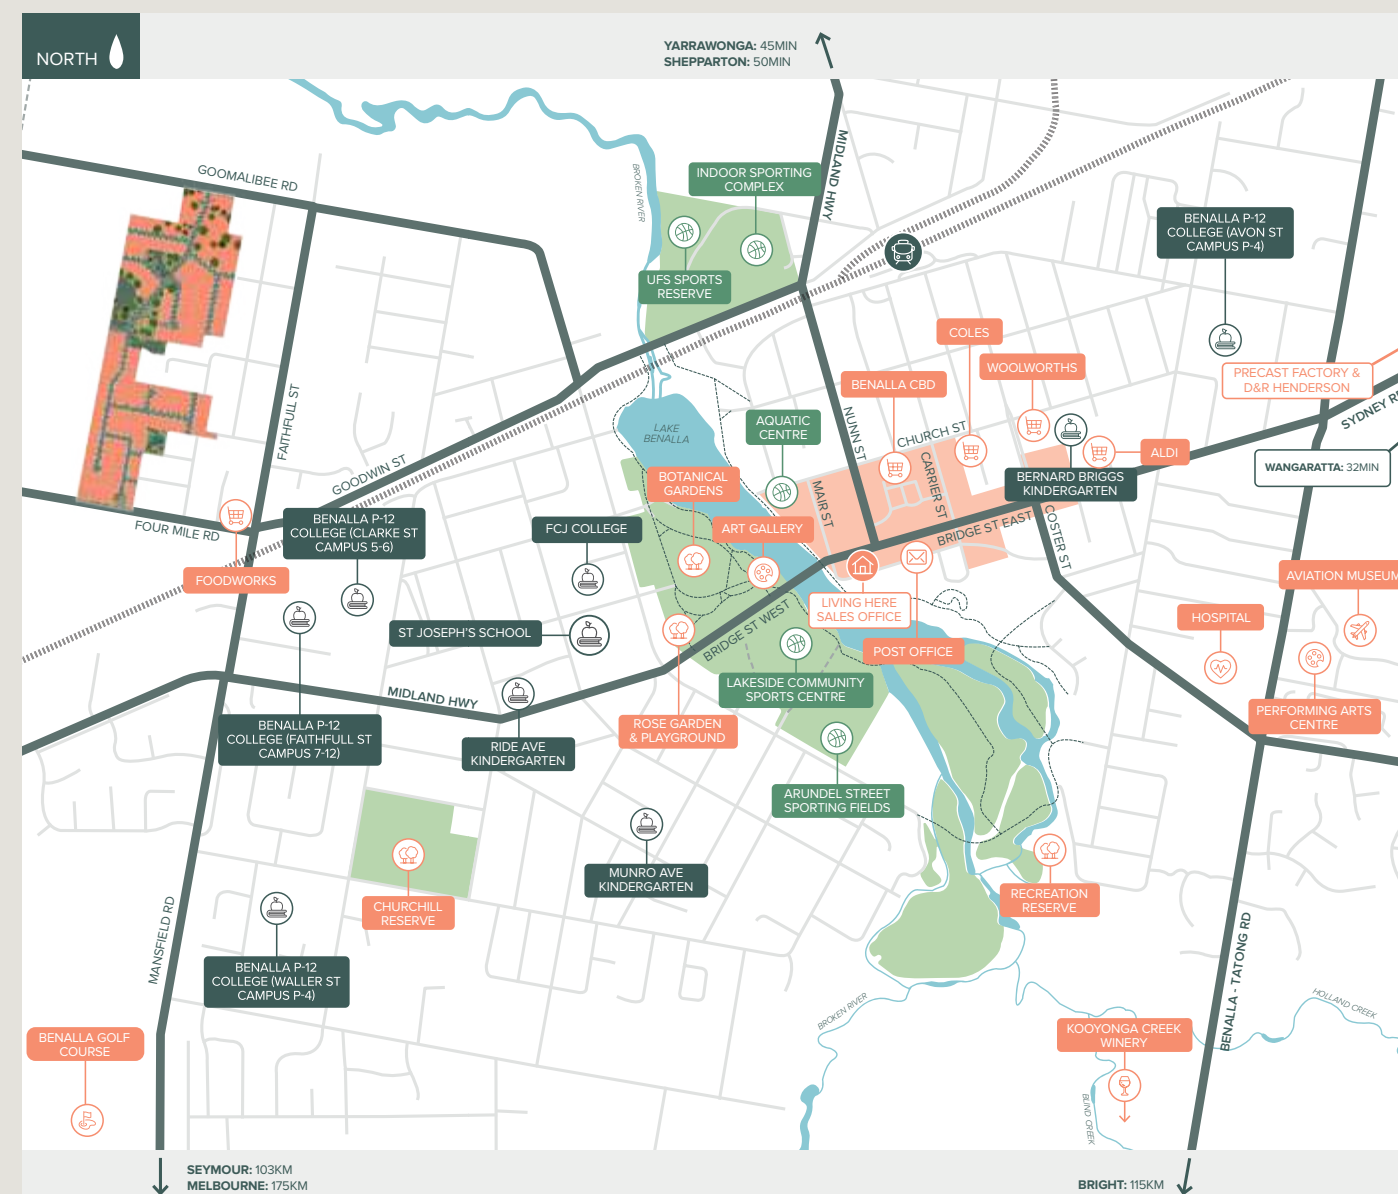 NORTH
YARRAWONGA: 45MIN
SHEPPARTON: 50MIN
GOOMALIBEE RD
BROKEN RIVER
MIDLAND HWY
INDOOR SPORTING
COMPLEX
UFS SPORTS
RESERVE
BENALLA P-12
COLLEGE (AVON ST
CAMPUS P-4)
COLES
WOOLWORTHS
BENALLA CBD
PRECAST FACTORY &
D&R HENDERSON
SYDNEY R
FAITHFULL ST
LAKE
BENALLA
AQUATIC
CENTRE
NUNN ST
CHURCH ST
CARRIER ST
MAIR ST
ALDI
WANGARATTA: 32MIN
GOODWIN ST
BOTANICAL
GARDENS
BERNARD BRIGGS
KINDERGARTEN
FOUR MILE RD
BENALLA P-12
COLLEGE (CLARKE ST
CAMPUS 5-6)
FCJ COLLEGE
ART GALLERY
BRIDGE ST EAST
COSTER ST
FOODWORKS
AVIATION MUSEUM
LIVING HERE
SALES OFFICE
HOSPITAL
ST JOSEPH'S SCHOOL
BRIDGE ST WEST
POST OFFICE
MIDLAND HWY
LAKESIDE COMMUNITY
SPORTS CENTRE
PERFORMING ARTS
CENTRE
BENALLA P-12
COLLEGE (FAITHFULL ST
CAMPUS 7-12)
ROSE GARDEN
& PLAYGROUND
RIDE AVE
KINDERGARTEN
ARUNDEL STREET
SPORTING FIELDS
MUNRO AVE
KINDERGARTEN
CHURCHILL
RESERVE
RECREATION
RESERVE
MANSFIELD RD
BENALLA P-12
COLLEGE (WALLER ST
CAMPUS P-4)
BENALLA - TATONG RD
BROKEN RIVER
HOLLAND CREEK
KOOYONGA CREEK
WINERY
BENALLA GOLF
COURSE
BLIND CREEK
SEYMOUR: 103KM
MELBOURNE: 175KM
BRIGHT: 115KM